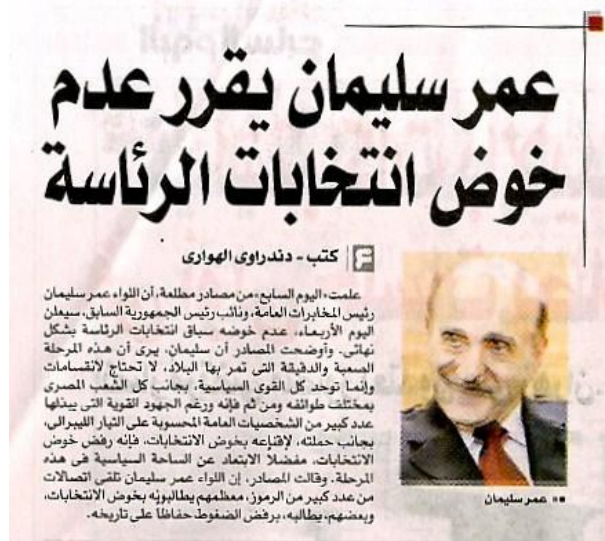 عمر سليمان يقرر عدم
خوض انتخابات الرئاسة
كتب - دندراوى الهوارى
علمت «اليوم السابع» من مصادر مطلعة، أن اللواء عمر سليمان
رئيس المخابرات العامة، ونائب رئيس الجمهورية السابق، سيعلن
اليوم الأربعاء، عدم خوضه سباق انتخابات الرئاسة بشكل
نهائى. وأوضحت المصادر أن سليمان، يرى أن هذه المرحلة
الصعبة والدقيقة التى تمر بها البلاد، لا تحتاج لانقسامات
وإنما توحد كل القوى السياسية، بجانب كل الشعب المصرى
بمختلف طوائفه ومن ثم فإنه ورغم الجهود القوية التى يبذلها
عدد كبير من الشخصيات العامة المحسوبة على التيار الليبرالى،
بجانب حملته، لإقناعه بخوض الانتخابات، فإنه رفض خوض
الانتخابات، مفضلاً الابتعاد عن الساحة السياسية فى هذه
المرحلة. وقالت المصادر، إن اللواء عمر سليمان تلقى اتصالات
من عدد كبير من الرموز، معظمهم يطالبونه بخوض الانتخابات،
وبعضهم، يطالبه، برفض الضغوط، حفاظاً على تاريخه.
عمر سليمان